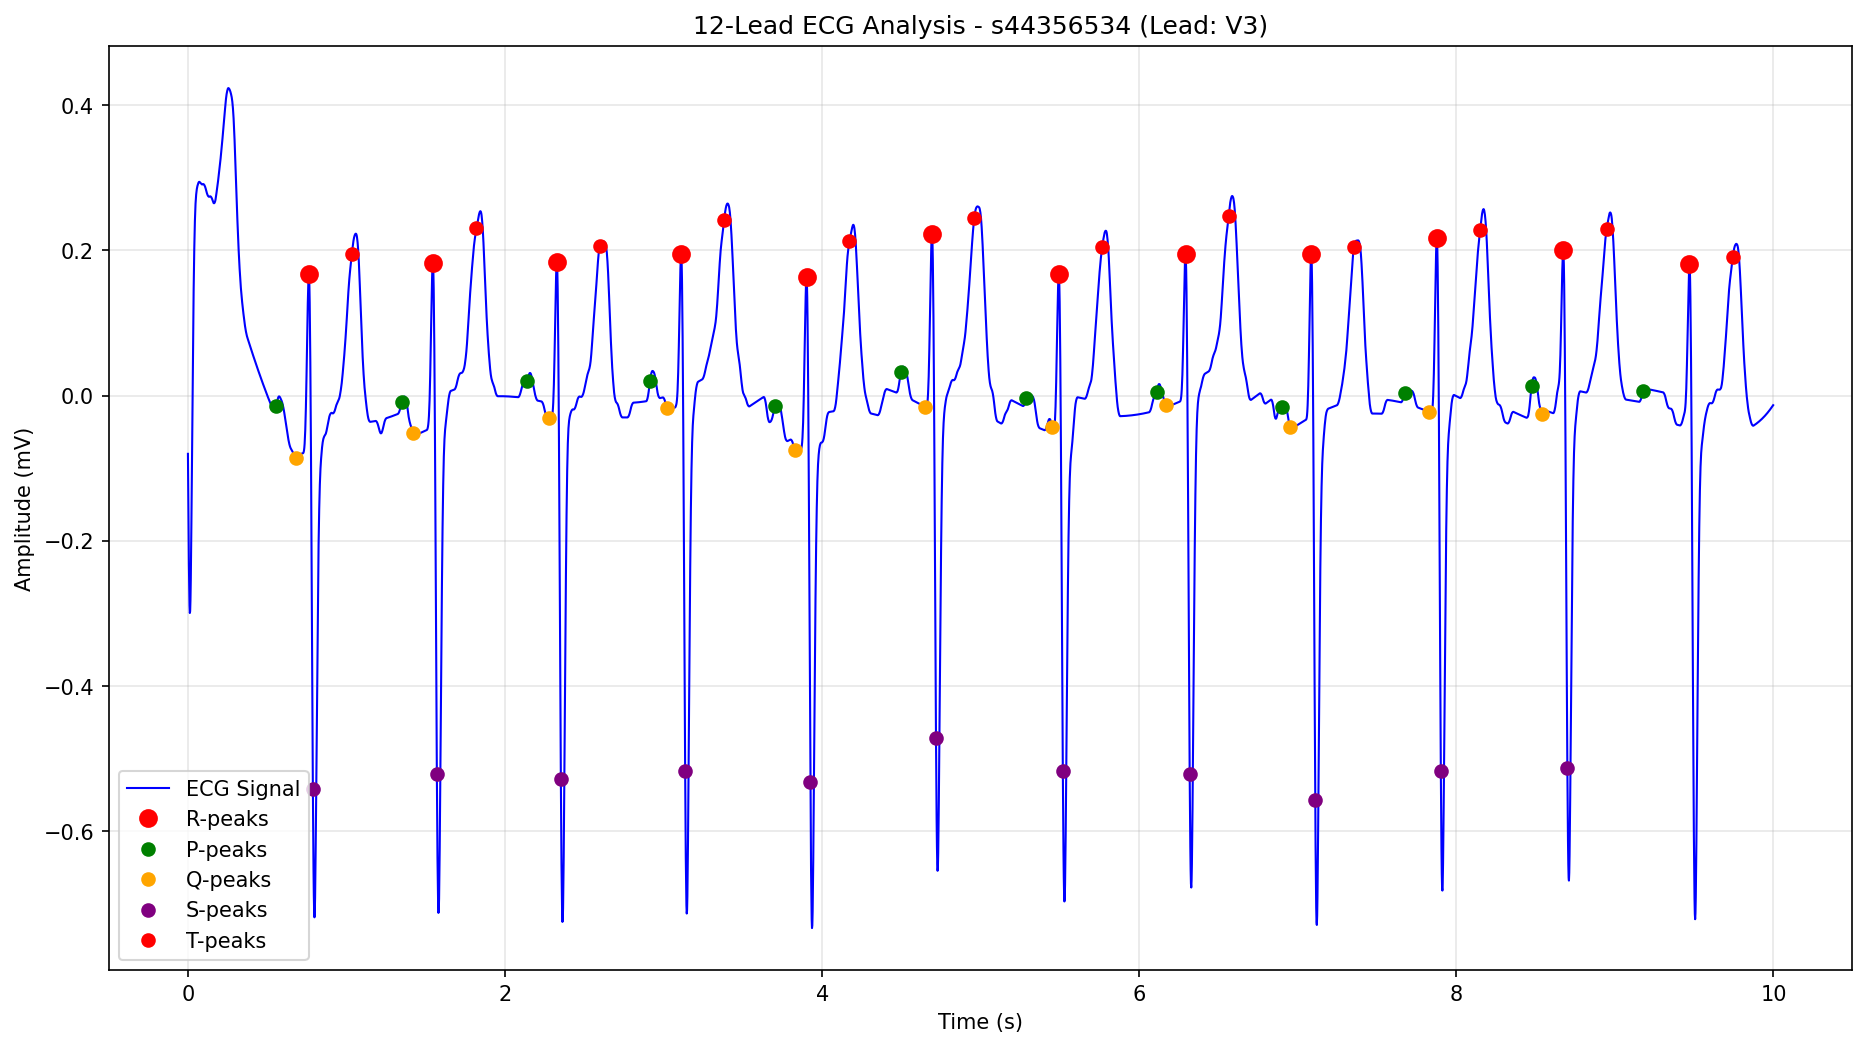 12-Lead ECG Analysis - s44356534 (Lead: V3)
Amplitude (mV)
0.4
0.2
0.0
−0.2
−0.4
−0.6
ECG Signal
R-peaks
P-peaks
Q-peaks
S-peaks
T-peaks
0 2 4 6 8 10
Time (s)